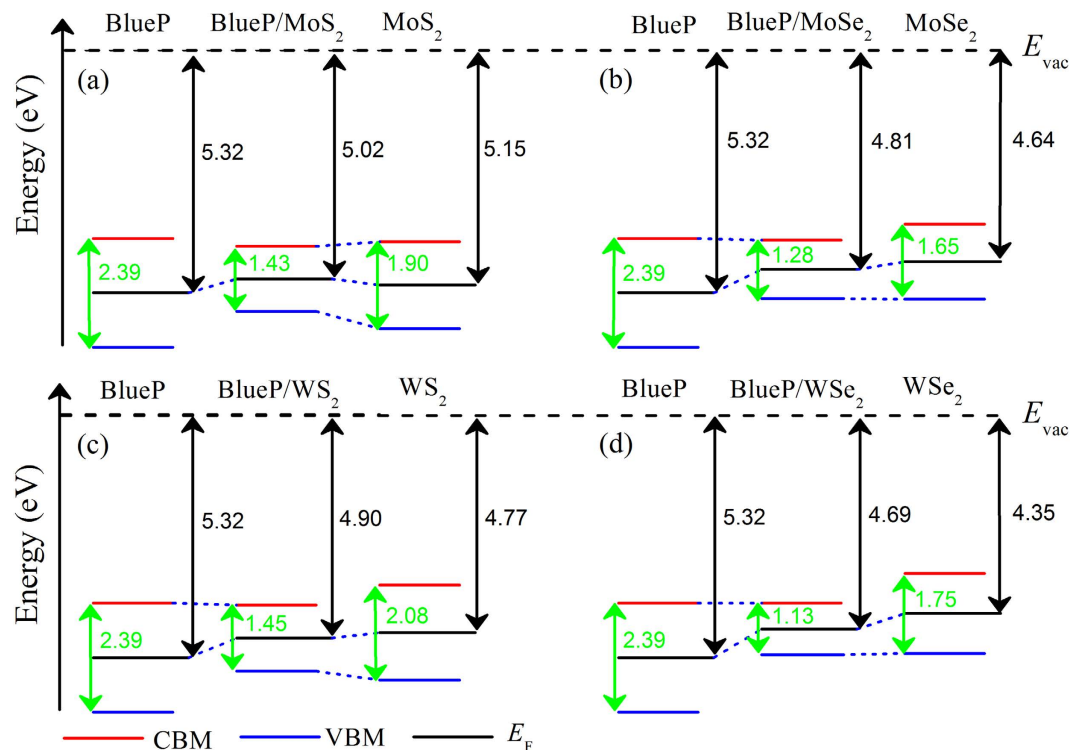 BlueP BlueP/MoS₂ MoS₂ BlueP BlueP/MoSe₂ MoSe₂
E_vac
(a) (b)
Energy (eV)
5.32 5.02 5.15 5.32 4.81 4.64
2.39 1.43 1.90 2.39 1.28 1.65
BlueP BlueP/WS₂ WS₂ BlueP BlueP/WSe₂ WSe₂
E_vac
(c) (d)
Energy (eV)
5.32 4.90 4.77 5.32 4.69 4.35
2.39 1.45 2.08 2.39 1.13 1.75
CBM VBM E_F